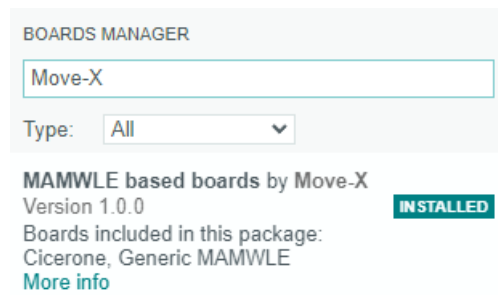 BOARDS MANAGER
Move-X
Type: All
MAMWLE based boards by Move-X
Version 1.0.0
INSTALLED
Boards included in this package:
Cicerone, Generic MAMWLE
More info